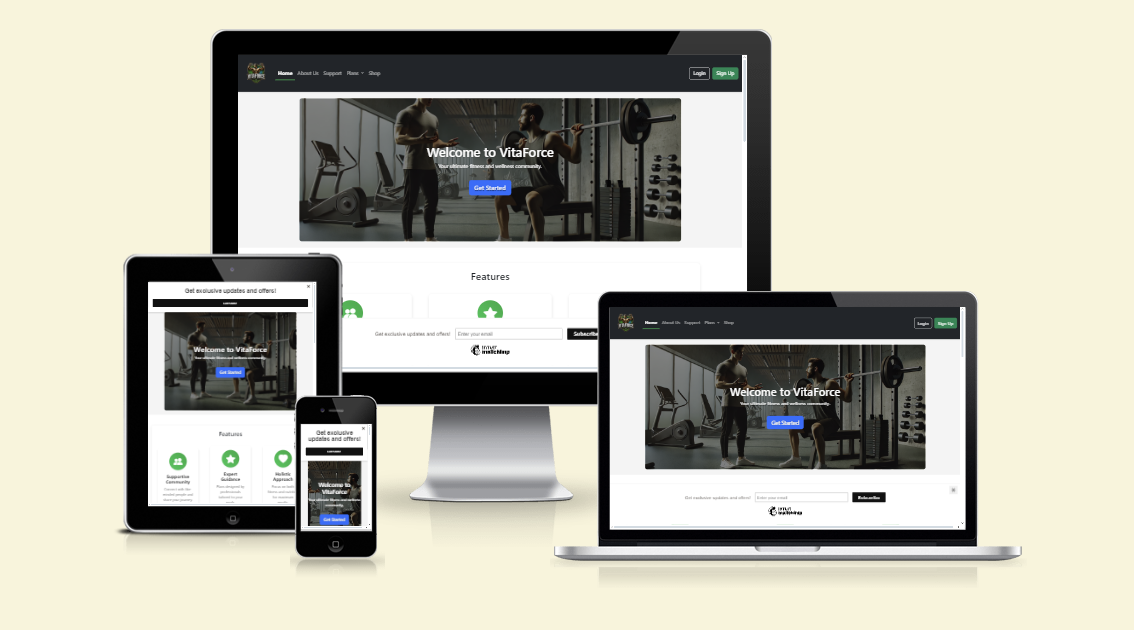 VITAFORCE
Home About Us Support Plans Shop
Login Sign Up
Welcome to VitaForce
Your ultimate fitness and wellness community.
Get Started
Features
Get exclusive updates and offers! Enter your email Subscribe
INTUIT
mailchimp
Get exclusive updates and offers!
Welcome to VitaForce
Your ultimate fitness and wellness community.
Get Started
Features
Supportive
Community
Expert
Guidance
Holistic
Approach
Get exclusive
updates and offers!
Welcome to
VitaForce
Your ultimate fitness and wellness
Get Started
VITAFORCE
Home About Us Support Plans Shop
Login Sign Up
Welcome to VitaForce
Your ultimate fitness and wellness community.
Get Started
Get exclusive updates and offers! Enter your email Subscribe
INTUIT
mailchimp